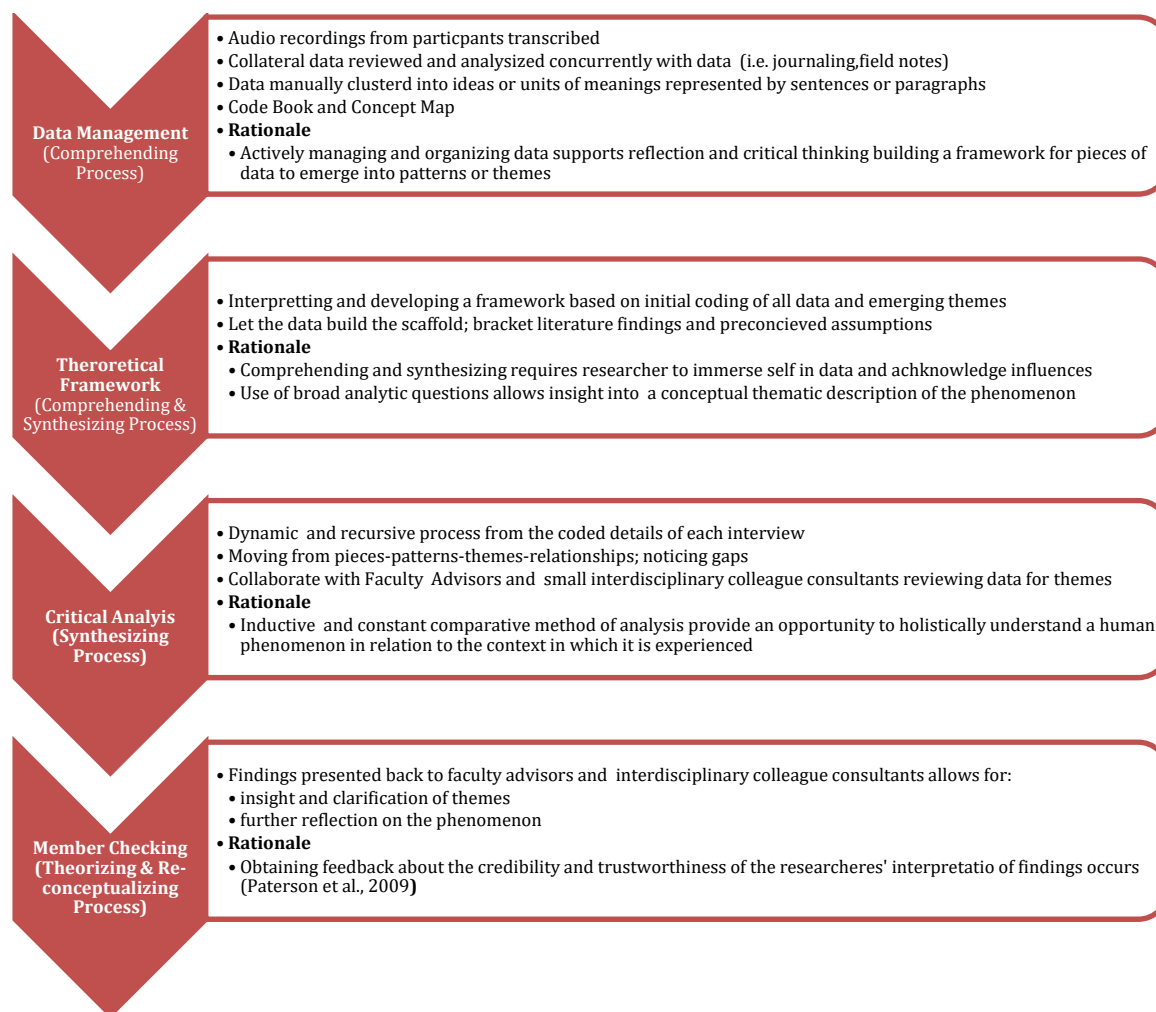 Data Management
(Comprehending
Process)
• Audio recordings from particpants transcribed
• Collateral data reviewed and analysized concurrently with data  (i.e. journaling,field notes)
• Data manually clusterd into ideas or units of meanings represented by sentences or paragraphs
• Code Book and Concept Map
• Rationale
• Actively managing and organizing data supports reflection and critical thinking building a framework for pieces of
data to emerge into patterns or themes
Theroretical
Framework
(Comprehending &
Synthesizing Process)
• Interpretting and developing a framework based on initial coding of all data and emerging themes
• Let the data build the scaffold; bracket literature findings and preconcieved assumptions
• Rationale
• Comprehending and synthesizing requires researcher to immerse self in data and achknowledge influences
• Use of broad analytic questions allows insight into  a conceptual thematic description of the phenomenon
Critical Analyis
(Synthesizing
Process)
• Dynamic  and recursive process from the coded details of each interview
• Moving from pieces-patterns-themes-relationships; noticing gaps
• Collaborate with Faculty  Advisors and  small interdisciplinary colleague consultants reviewing data for themes
• Rationale
• Inductive  and constant comparative method of analysis provide an opportunity to holistically understand a human
phenomenon in relation to the context in which it is experienced
Member Checking
(Theorizing & Re-
conceptualizing
Process)
• Findings presented back to faculty advisors and  interdisciplinary colleague consultants allows for:
• insight and clarification of themes
• further reflection on the phenomenon
• Rationale
• Obtaining feedback about the credibility and trustworthiness of the researcheres' interpretatio of findings occurs
(Paterson et al., 2009)